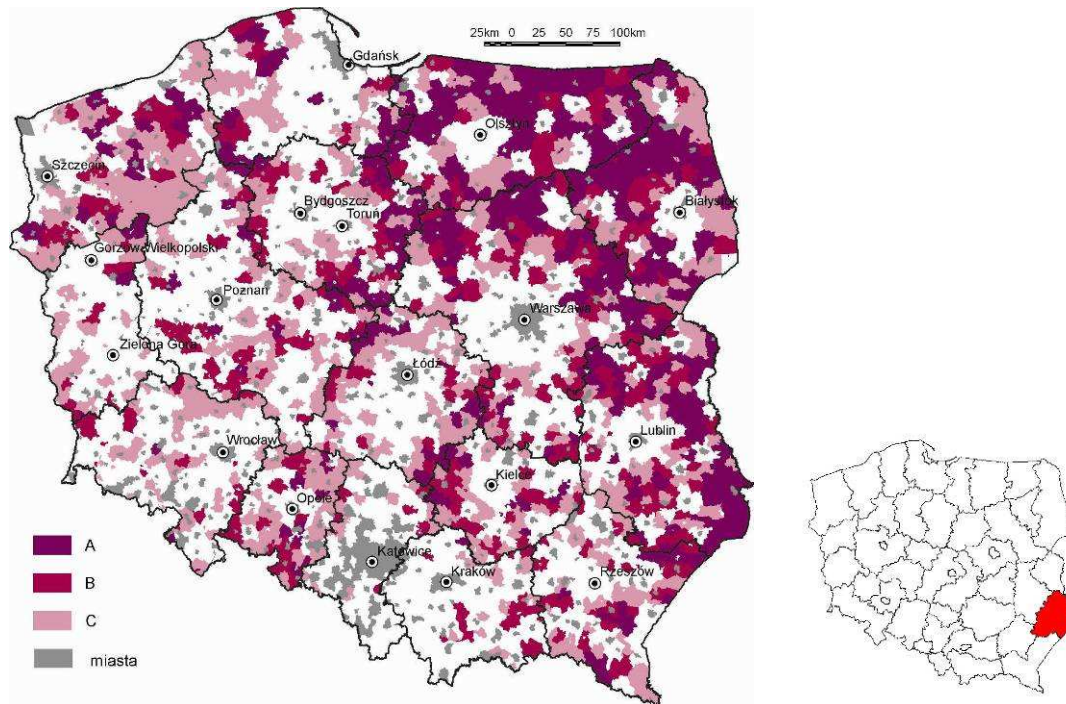 25km 0 25 50 100km
Gdańsk
Olsztyn
Szczecin
Bydgoszcz
Toruń
Białystok
Gorzów Wielkopolski
Poznań
Warszawa
Zielona Góra
Łódź
Wrocław
Lublin
Kielce
Opole
A
Katowice
B
Kraków
Rzeszów
C
miasta